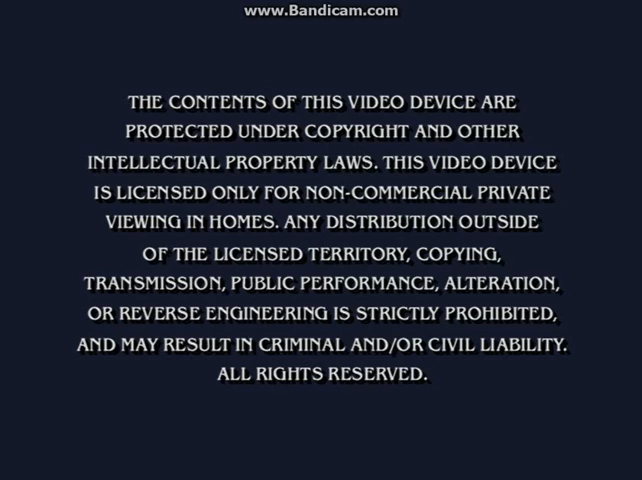 www.Bandicam.com
THE CONTENTS OF THIS VIDEO DEVICE ARE
PROTECTED UNDER COPYRIGHT AND OTHER
INTELLECTUAL PROPERTY LAWS. THIS VIDEO DEVICE
IS LICENSED ONLY FOR NON-COMMERCIAL PRIVATE
VIEWING IN HOMES. ANY DISTRIBUTION OUTSIDE
OF THE LICENSED TERRITORY, COPYING,
TRANSMISSION, PUBLIC PERFORMANCE, ALTERATION,
OR REVERSE ENGINEERING IS STRICTLY PROHIBITED,
AND MAY RESULT IN CRIMINAL AND/OR CIVIL LIABILITY.
ALL RIGHTS RESERVED.